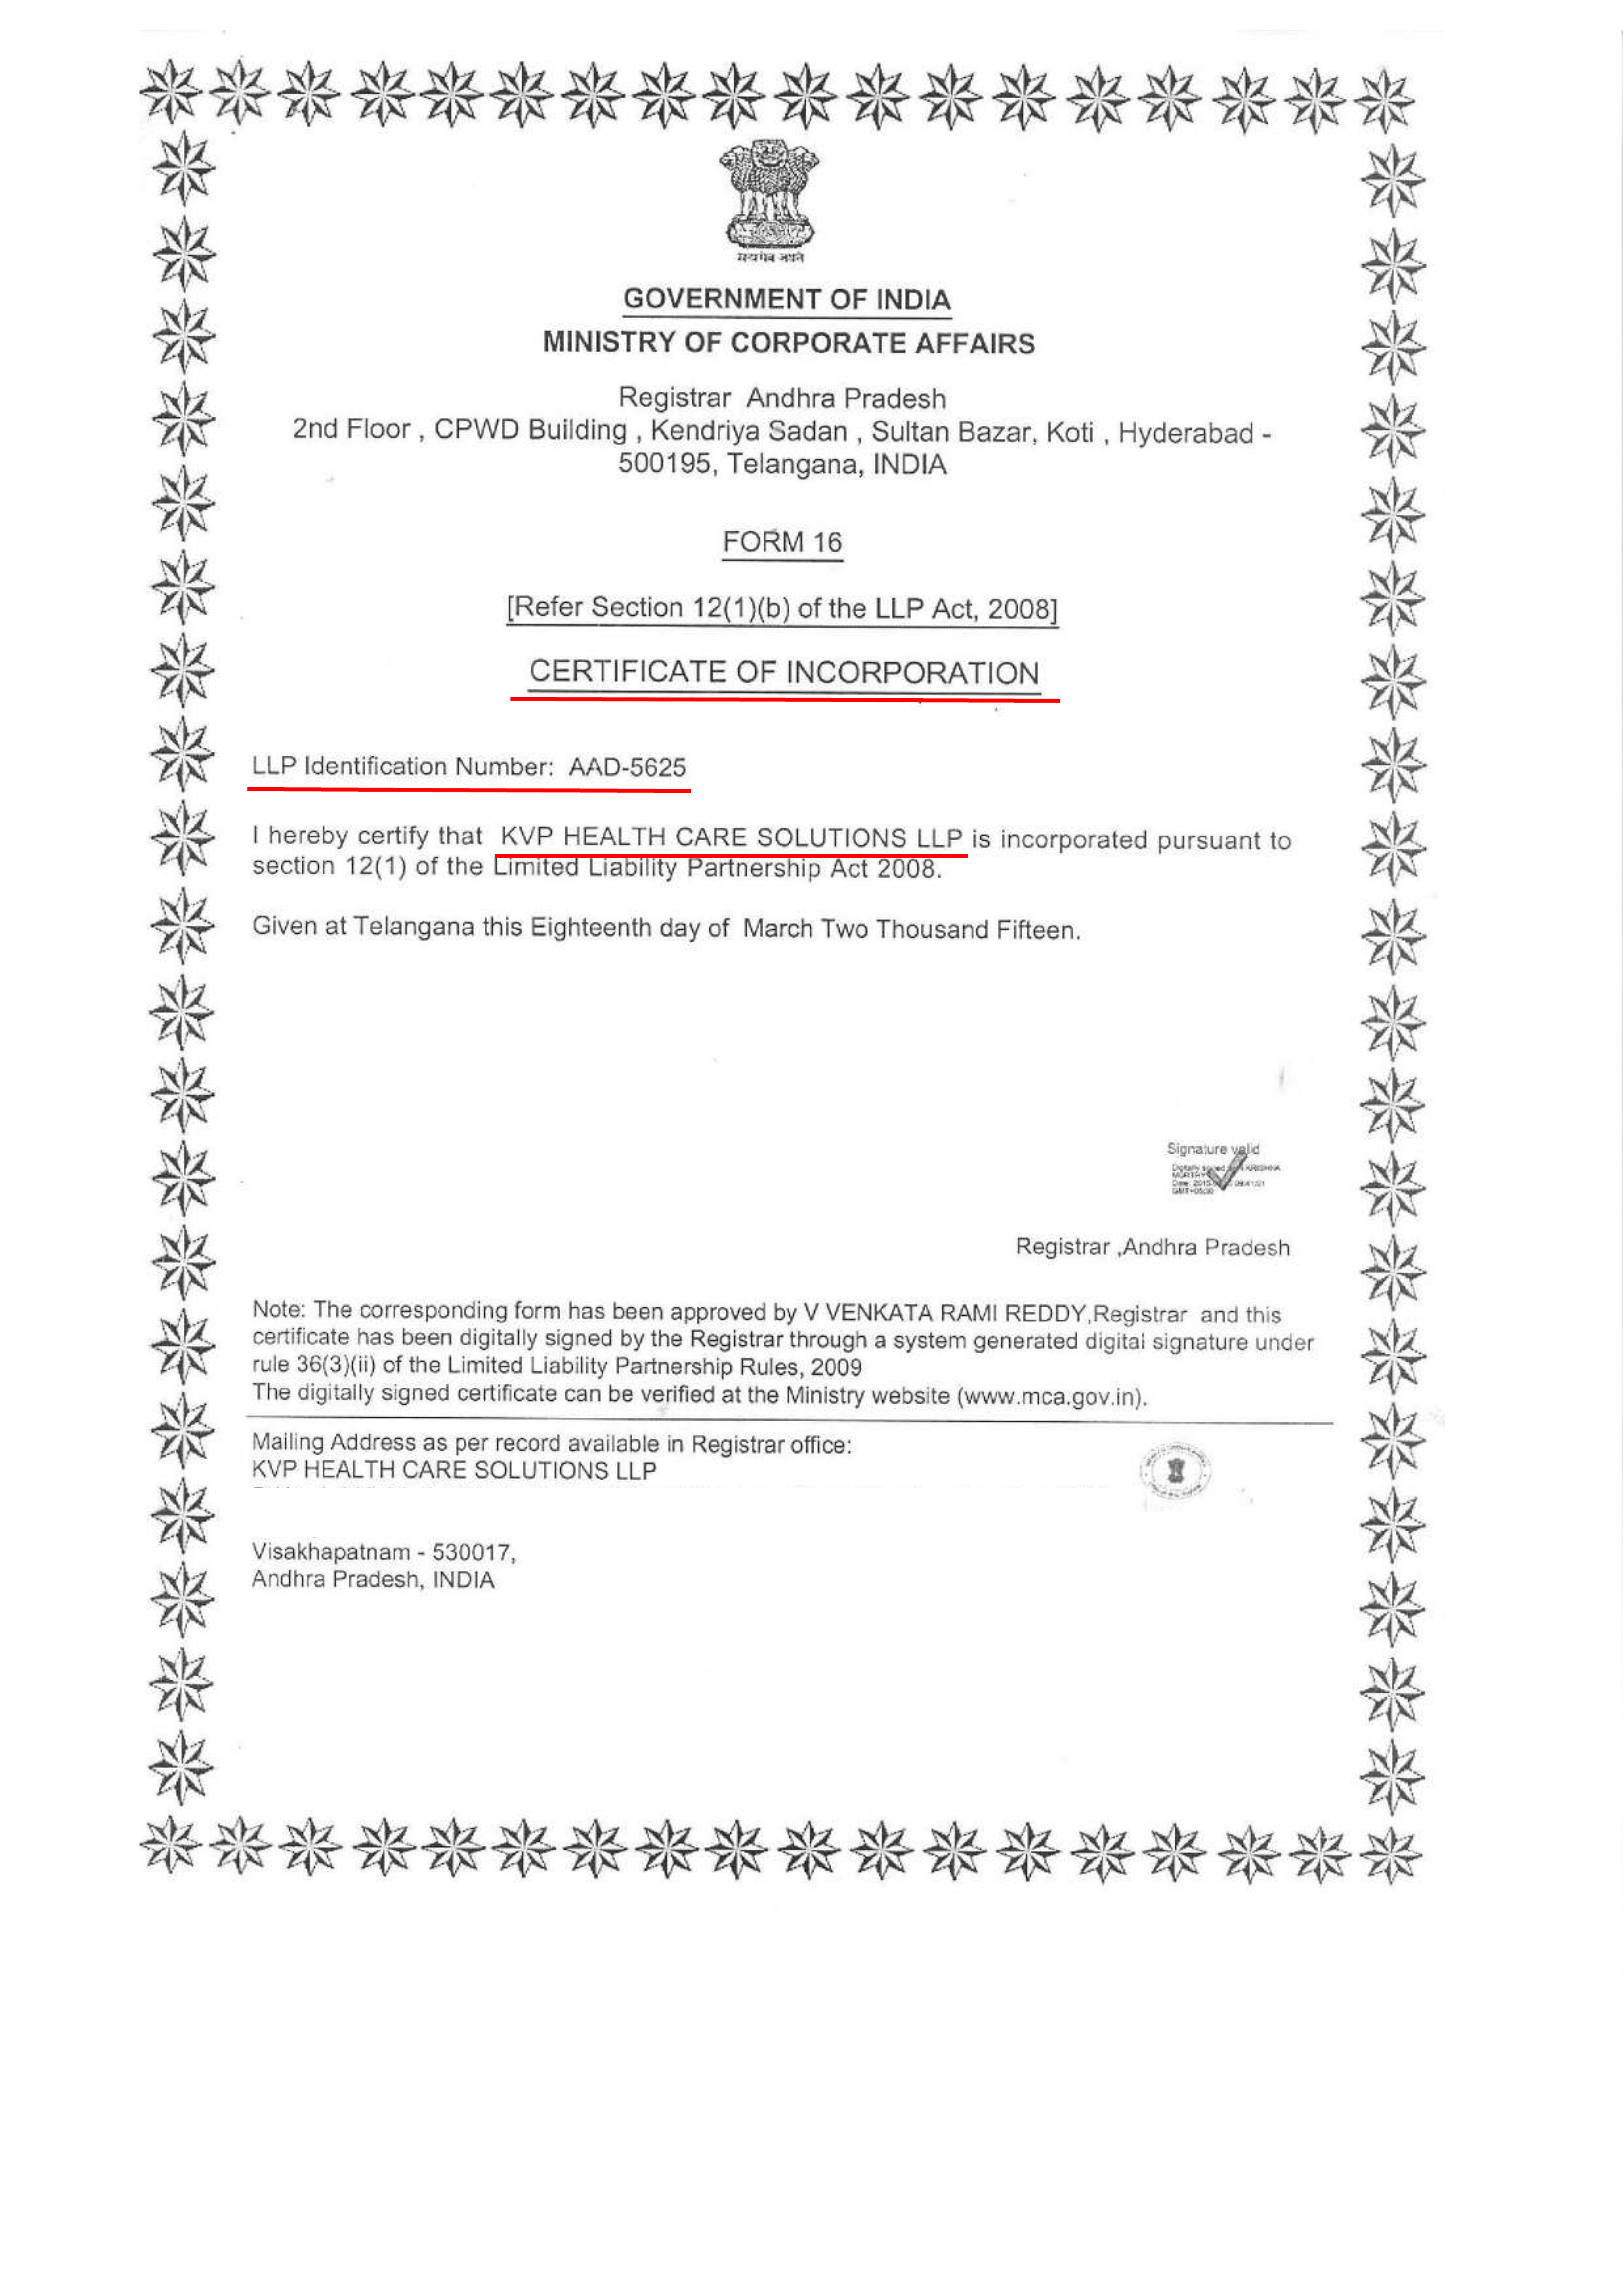 सत्यमेव जयते
GOVERNMENT OF INDIA
MINISTRY OF CORPORATE AFFAIRS
Registrar Andhra Pradesh
2nd Floor , CPWD Building , Kendriya Sadan , Sultan Bazar, Koti , Hyderabad -
500195, Telangana, INDIA
FORM 16
[Refer Section 12(1)(b) of the LLP Act, 2008]
CERTIFICATE OF INCORPORATION
LLP Identification Number: AAD-5625
I hereby certify that KVP HEALTH CARE SOLUTIONS LLP is incorporated pursuant to
section 12(1) of the Limited Liability Partnership Act 2008.
Given at Telangana this Eighteenth day of March Two Thousand Fifteen.
Signature valid
Digitally signed KRISHNA
Registrar ,Andhra Pradesh
Note: The corresponding form has been approved by V VENKATA RAMI REDDY,Registrar and this
certificate has been digitally signed by the Registrar through a system generated digital signature under
rule 36(3)(ii) of the Limited Liability Partnership Rules, 2009
The digitally signed certificate can be verified at the Ministry website (www.mca.gov.in).
Mailing Address as per record available in Registrar office:
KVP HEALTH CARE SOLUTIONS LLP
Visakhapatnam - 530017,
Andhra Pradesh, INDIA